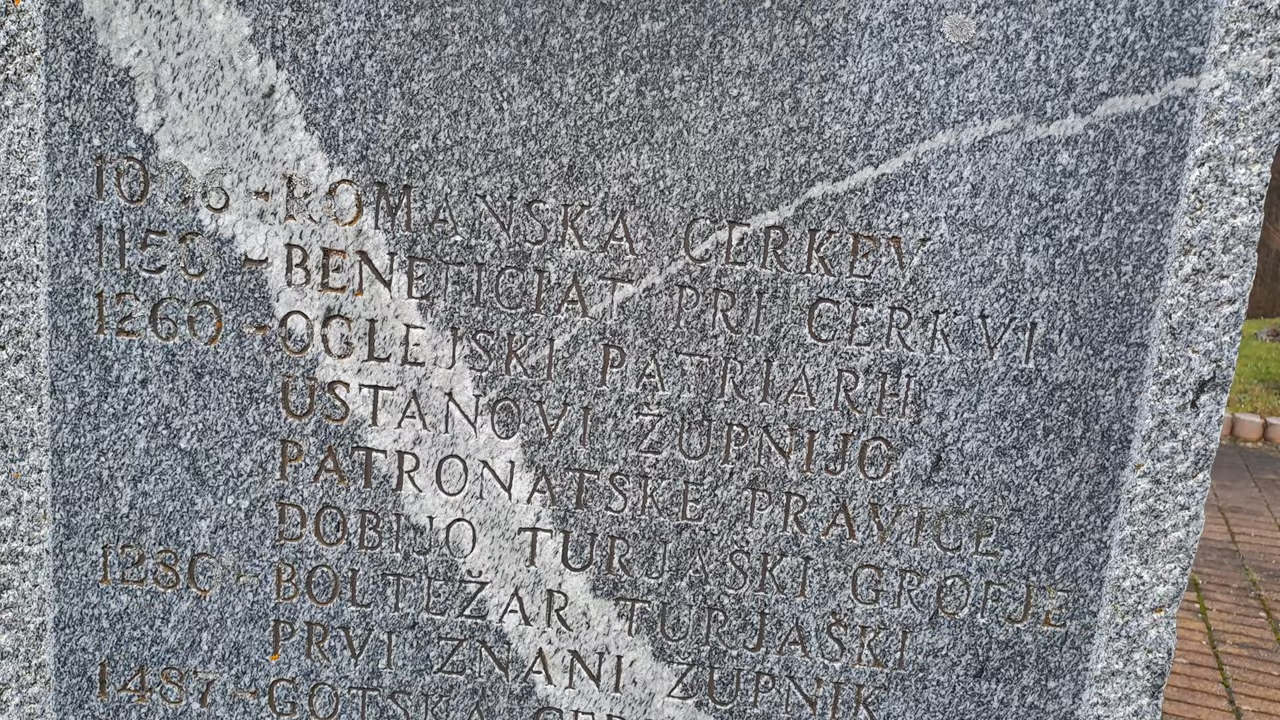 - ROMANSKA CERKEV
1150 - BENEFICIAT PRI CERKVI
1260 - OGLEJSKI PATRIARH
USTANOVI ŽUPNIJO
PATRONATSKE PRAVICE
DOBIJO TURJAŠKI GROFJE
1280 - BOLTEŽAR TURJAŠKI
PRVI ZNANI ŽUPNIK
1487 - GOTSKA